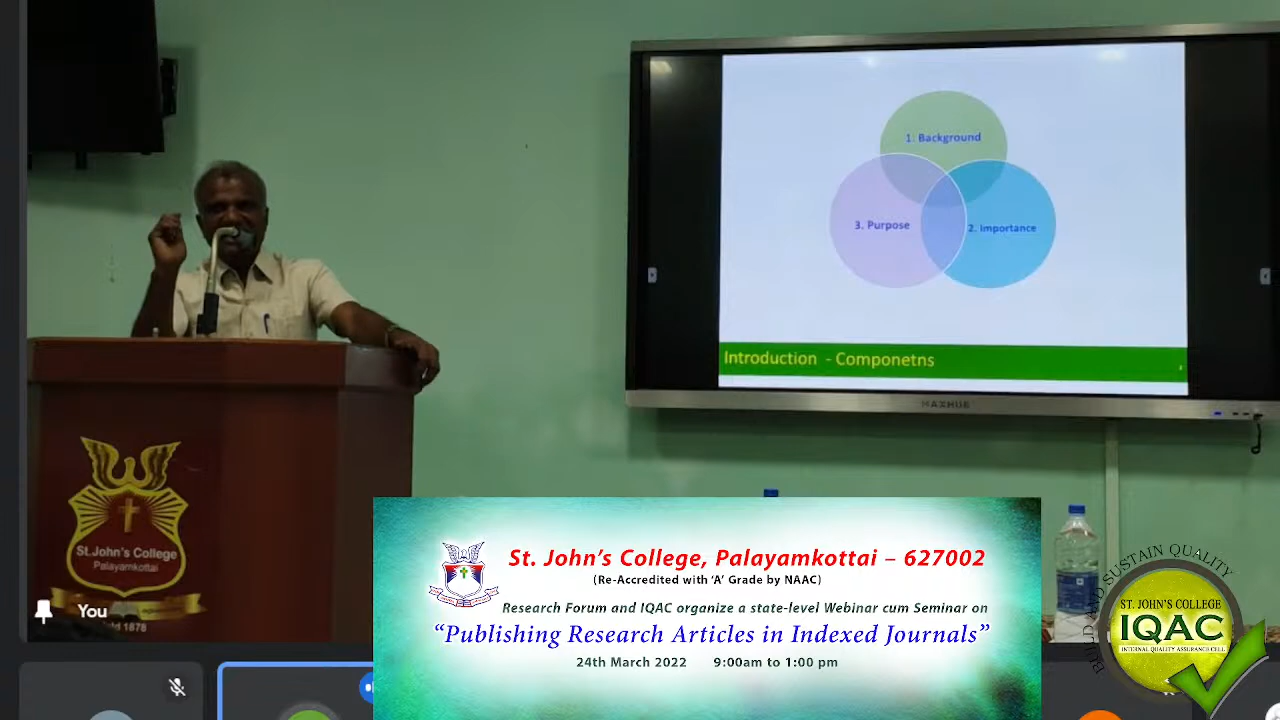 1. Background
3. Purpose
2. Importance
Introduction - Componetns
MAXHUB
St.John's College
Palayamkottai
1878
You
St. John's College, Palayamkottai – 627002
(Re-Accredited with 'A' Grade by NAAC)
Research Forum and IQAC organize a state-level Webinar cum Seminar on
"Publishing Research Articles in Indexed Journals"
24th March 2022 9:00am to 1:00 pm
BUILD AND SUSTAIN QUALITY
ST. JOHN'S COLLEGE
IQAC
INTERNAL QUALITY ASSURANCE CELL